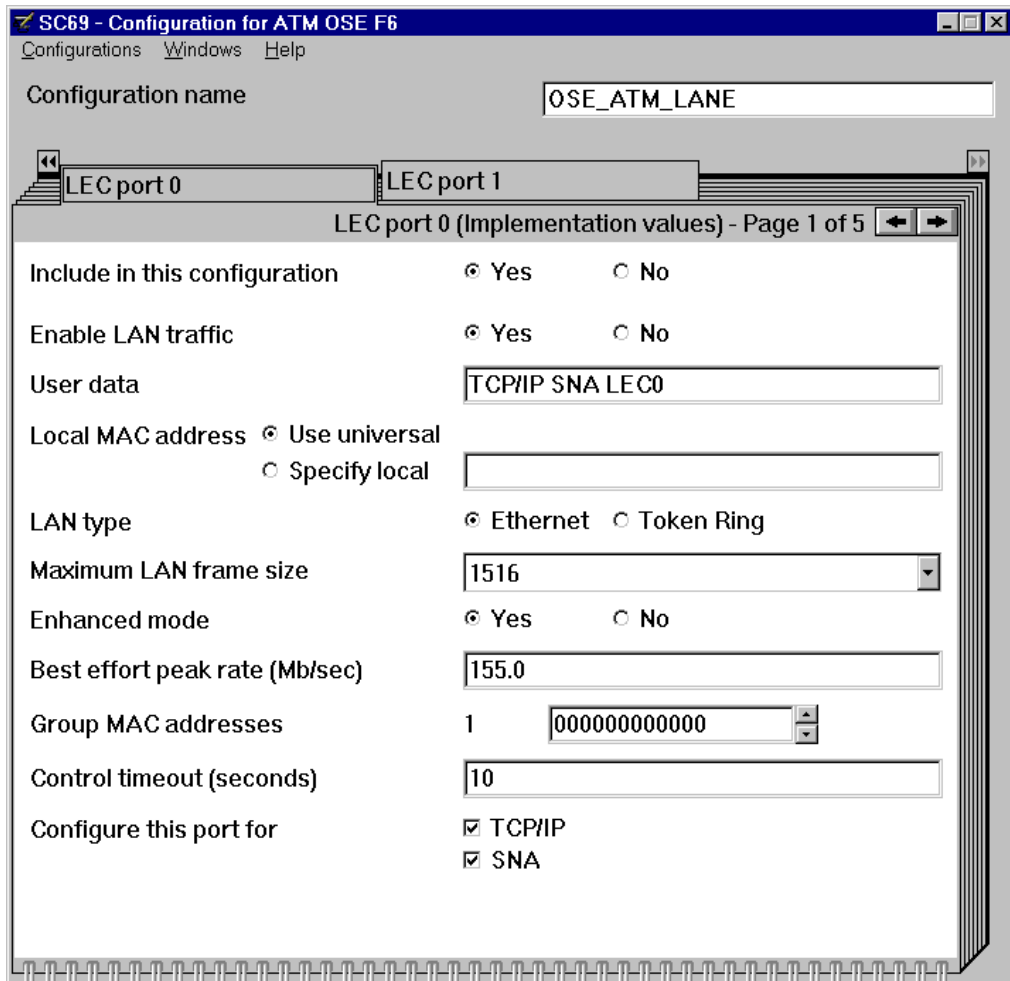 SC69 - Configuration for ATM OSE F6
Configurations Windows Help
Configuration name OSE_ATM_LANE
LEC port 0 LEC port 1
LEC port 0 (Implementation values) - Page 1 of 5
Include in this configuration Yes No
Enable LAN traffic Yes No
User data TCP/IP SNA LEC0
Local MAC address Use universal
Specify local
LAN type Ethernet Token Ring
Maximum LAN frame size 1516
Enhanced mode Yes No
Best effort peak rate (Mb/sec) 155.0
Group MAC addresses 1 000000000000
Control timeout (seconds) 10
Configure this port for TCP/IP
SNA